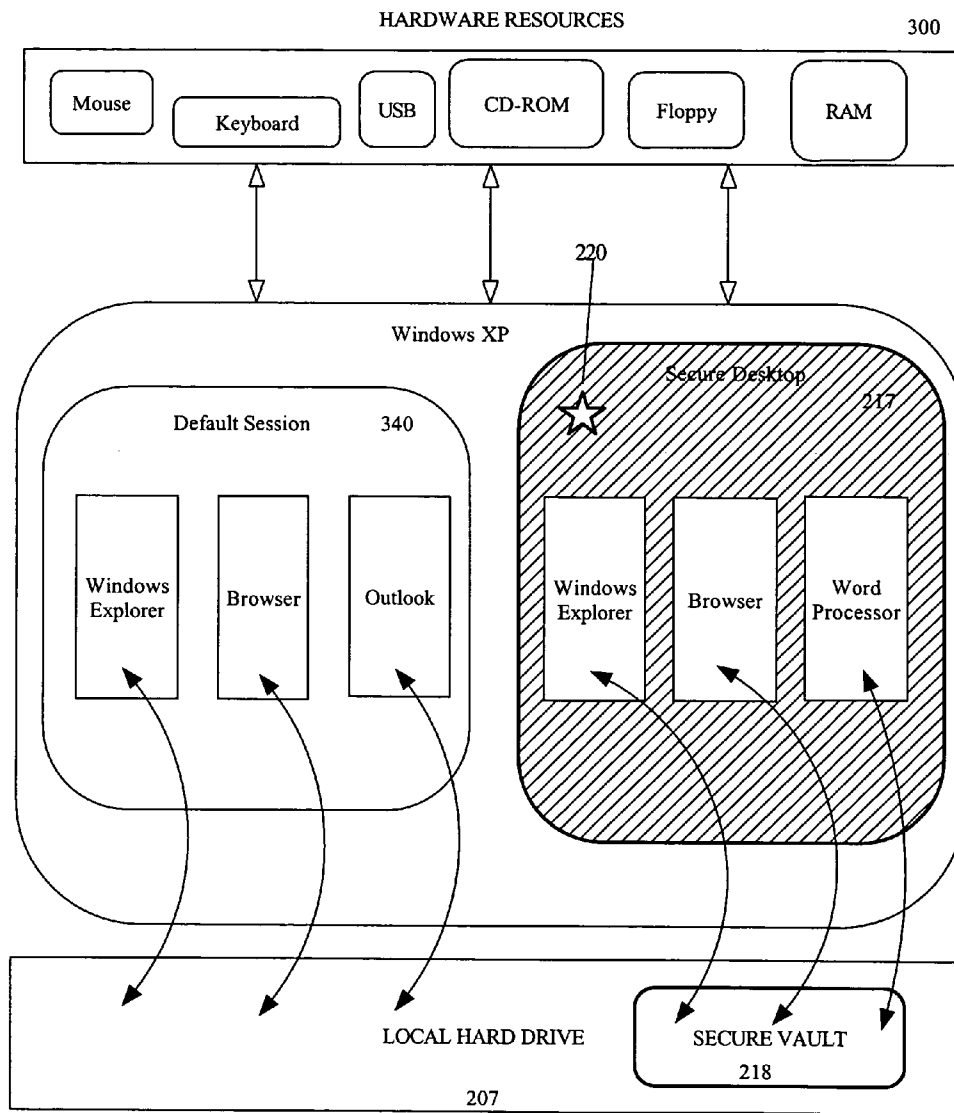 HARDWARE RESOURCES
300
Mouse
Keyboard
USB
CD-ROM
Floppy
RAM
220
Windows XP
Secure Desktop
217
Default Session
340
Windows
Explorer
Browser
Outlook
Windows
Explorer
Browser
Word
Processor
LOCAL HARD DRIVE
SECURE VAULT
218
207